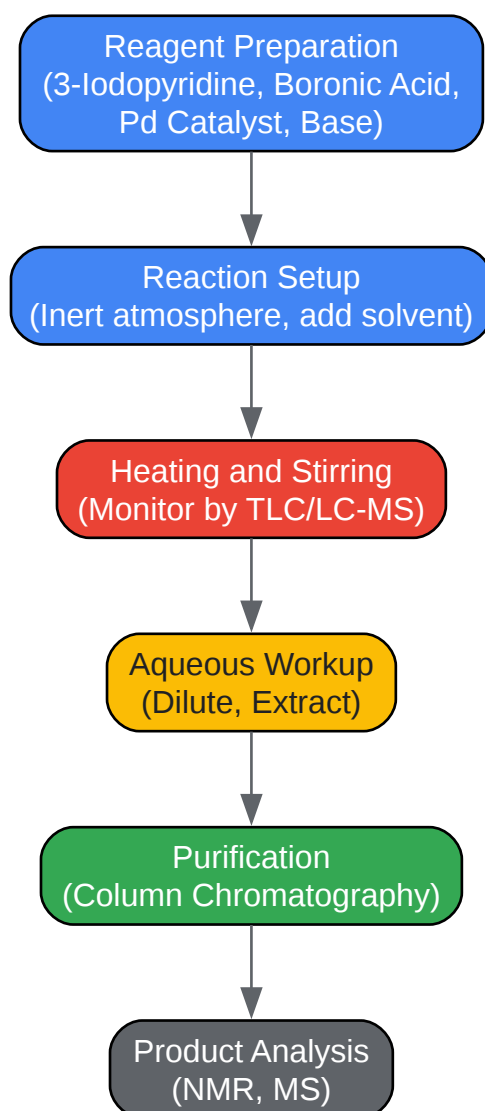 Reagent Preparation
(3-Iodopyridine, Boronic Acid,
Pd Catalyst, Base)
Reaction Setup
(Inert atmosphere, add solvent)
Heating and Stirring
(Monitor by TLC/LC-MS)
Aqueous Workup
(Dilute, Extract)
Purification
(Column Chromatography)
Product Analysis
(NMR, MS)